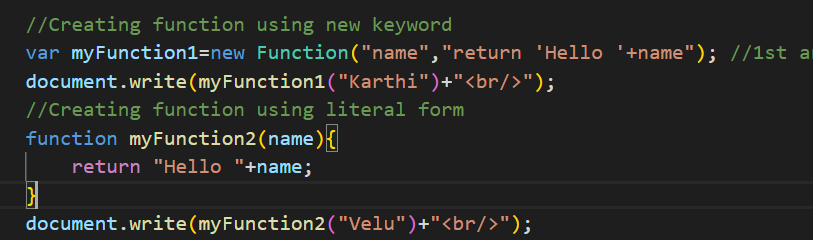 //Creating function using new keyword
var myFunction1=new Function("name","return 'Hello '+name"); //1st
document.write(myFunction1("Karthi")+"<br/>");
//Creating function using literal form
function myFunction2(name){
    return "Hello "+name;
}
document.write(myFunction2("Velu")+"<br/>");